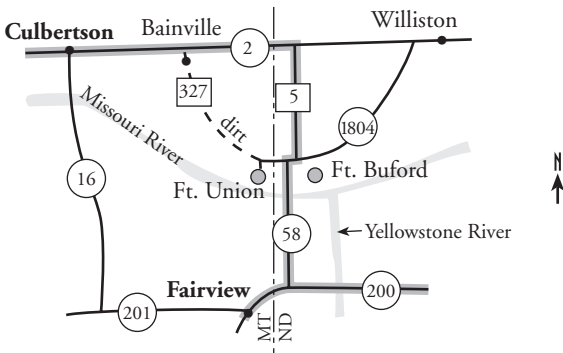 Williston
Culbertson
Bainville
2
327
5
Missouri River
dirt
1804
N
16
Ft. Union
Ft. Buford
58
Yellowstone River
Fairview
200
201
MT
ND